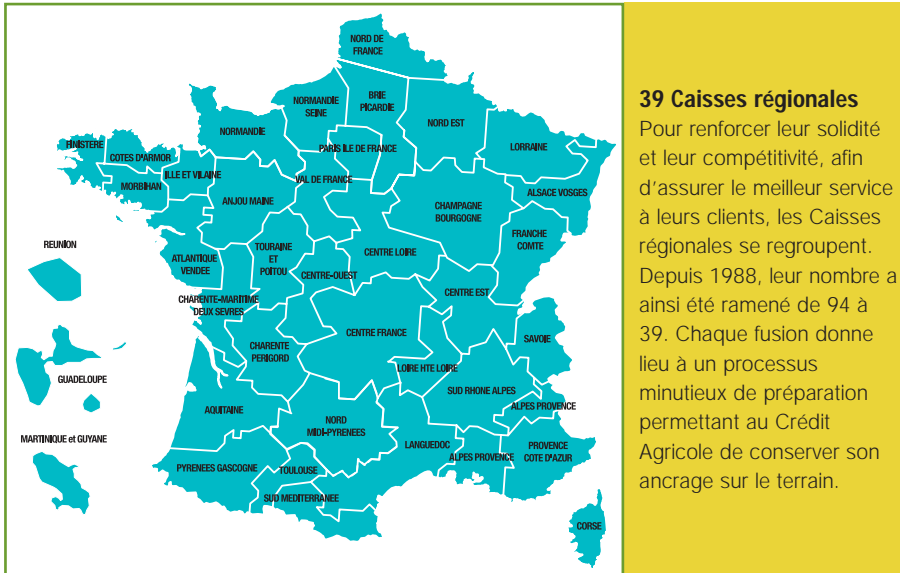 NORD DE
FRANCE
NORMANDIE
SEINE
BRIE
PICARDIE
NORMANDIE
NORD EST
PARIS ILE DE FRANCE
LORRAINE
FINISTÈRE
COTES D'ARMOR
ILLE ET VILAINE
MORBIHAN
VAL DE FRANCE
ALSACE VOSGES
ANJOU MAINE
CHAMPAGNE
BOURGOGNE
FRANCHE
COMTE
REUNION
ATLANTIQUE
VENDEE
TOURAINE
ET
POITOU
CENTRE LOIRE
CENTRE-OUEST
CENTRE EST
CHARENTE-MARITIME
DEUX SEVRES
CENTRE FRANCE
SAVOIE
CHARENTE
PERIGORD
LOIRE HTE LOIRE
GUADELOUPE
SUD RHONE ALPES
AQUITAINE
ALPES PROVENCE
NORD
MIDI-PYRENEES
MARTINIQUE et GUYANE
LANGUEDOC
ALPES PROVENCE
PROVENCE
COTE D'AZUR
PYRENEES GASCOGNE
TOULOUSE
SUD MEDITERRANEE
CORSE
39 Caisses régionales
Pour renforcer leur solidité
et leur compétitivité, afin
d'assurer le meilleur service
à leurs clients, les Caisses
régionales se regroupent.
Depuis 1988, leur nombre a
ainsi été ramené de 94 à
39. Chaque fusion donne
lieu à un processus
minutieux de préparation
permettant au Crédit
Agricole de conserver son
ancrage sur le terrain.